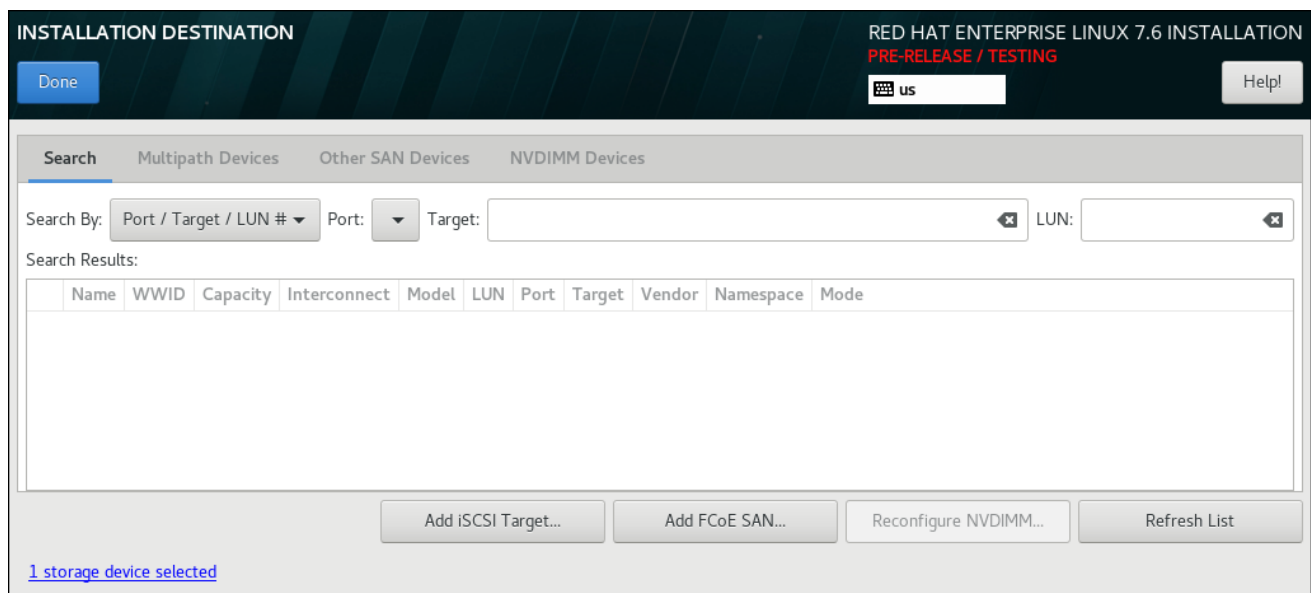 INSTALLATION DESTINATION
RED HAT ENTERPRISE LINUX 7.6 INSTALLATION
PRE-RELEASE / TESTING
Done
us
Help!
Search Multipath Devices Other SAN Devices NVDIMM Devices
Search By: Port / Target / LUN # Port: Target: LUN:
Search Results:
Name WWID Capacity Interconnect Model LUN Port Target Vendor Namespace Mode
Add iSCSI Target... Add FCoE SAN... Reconfigure NVDIMM... Refresh List
1 storage device selected